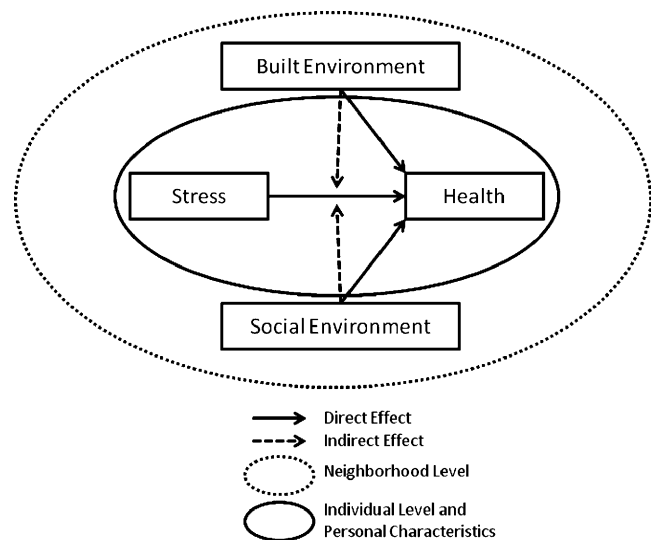 Built Environment
Stress
Health
Social Environment
Direct Effect
Indirect Effect
Neighborhood Level
Individual Level and
Personal Characteristics